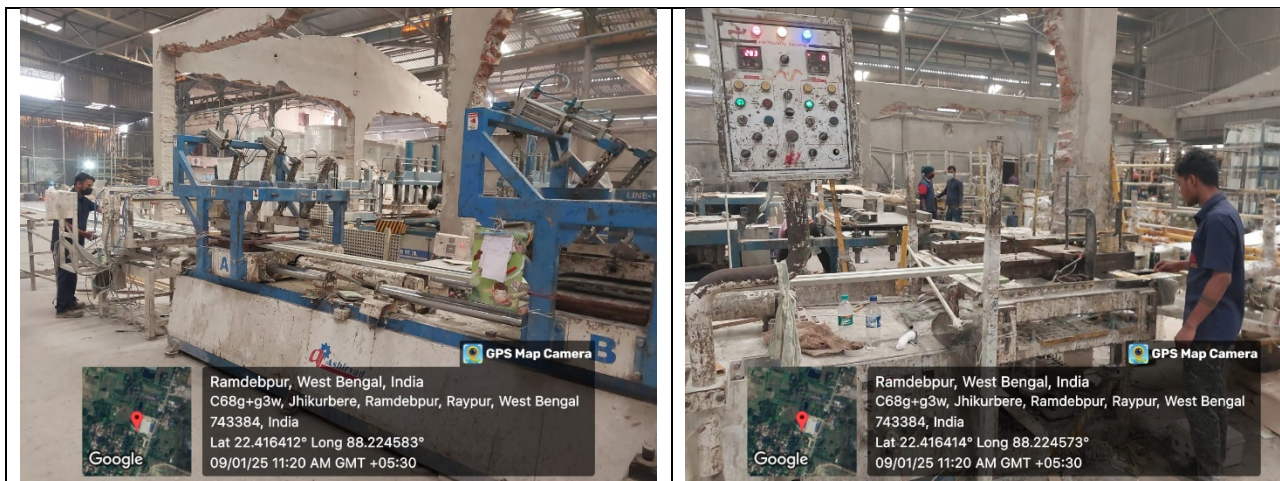 LINE-1
A
B
Ashirvad
GPS Map Camera
Ramdebpur, West Bengal, India
C68g+g3w, Jhikurbere, Ramdebpur, Raypur, West Bengal
743384, India
Lat 22.416412° Long 88.224583°
09/01/25 11:20 AM GMT +05:30
Google
GPS Map Camera
Ramdebpur, West Bengal, India
C68g+g3w, Jhikurbere, Ramdebpur, Raypur, West Bengal
743384, India
Lat 22.416414° Long 88.224573°
09/01/25 11:20 AM GMT +05:30
Google